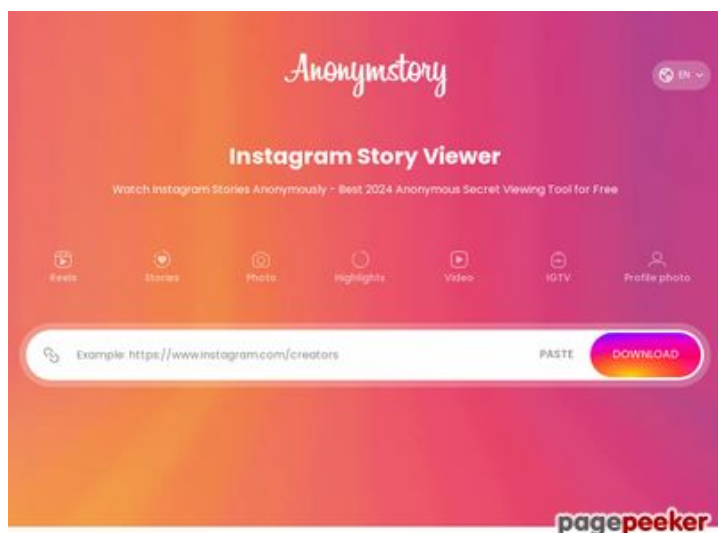 Anonymstory
EN
Instagram Story Viewer
Watch Instagram Stories Anonymously - Best 2024 Anonymous Secret Viewing Tool for Free
Reels Stories Photo Highlights Video IGTV Profile photo
Example: https://www.instagram.com/creators PASTE DOWNLOAD
pagepeeker